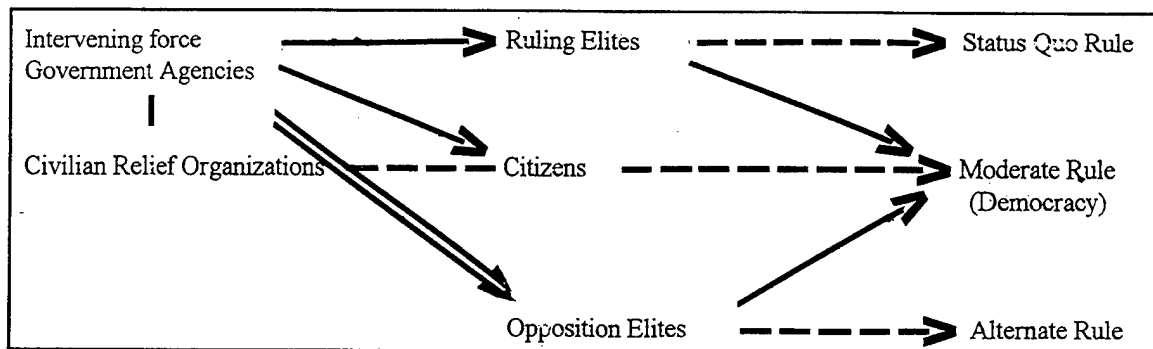 Intervening force
Government Agencies
Ruling Elites
Status Quo Rule
Civilian Relief Organizations
Citizens
Moderate Rule
(Democracy)
Opposition Elites
Alternate Rule